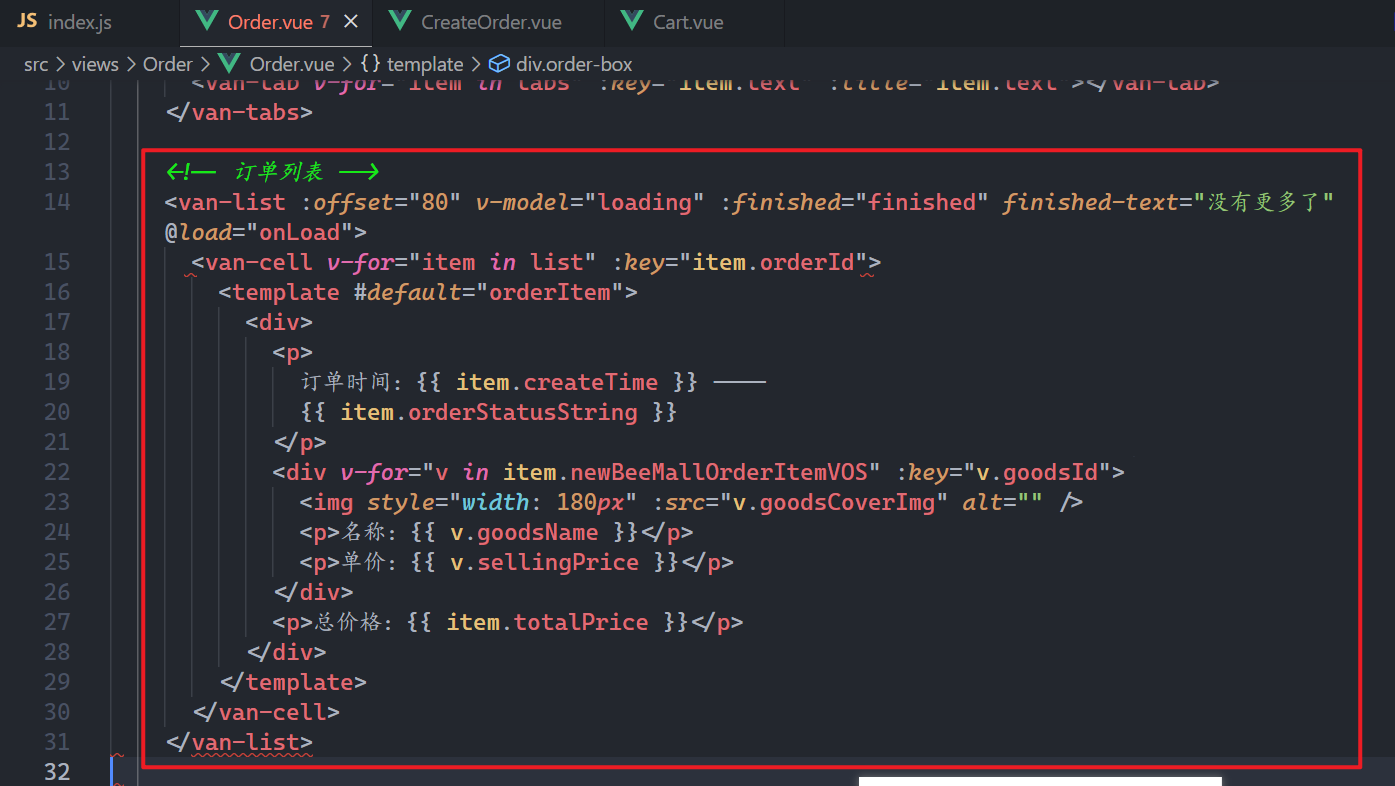 JS index.js Order.vue 7 × CreateOrder.vue Cart.vue
src > views > Order > Order.vue > {} template > div.order-box
10 <van-tab v-for="item in tabs" :key="item.text" :title="item.text"></van-tab>
11 </van-tabs>
12
13 <!-- 订单列表 -->
14 <van-list :offset="80" v-model="loading" :finished="finished" finished-text="没有更多了"
@load="onLoad">
15 <van-cell v-for="item in list" :key="item.orderId">
16 <template #default="orderItem">
17 <div>
18 <p>
19 订单时间: {{ item.createTime }} ----
20 {{ item.orderStatusString }}
21 </p>
22 <div v-for="v in item.newBeeMallOrderItemVOS" :key="v.goodsId">
23 <img style="width: 180px" :src="v.goodsCoverImg" alt="" />
24 <p>名称: {{ v.goodsName }}</p>
25 <p>单价: {{ v.sellingPrice }}</p>
26 </div>
27 <p>总价格: {{ item.totalPrice }}</p>
28 </div>
29 </template>
30 </van-cell>
31 </van-list>
32